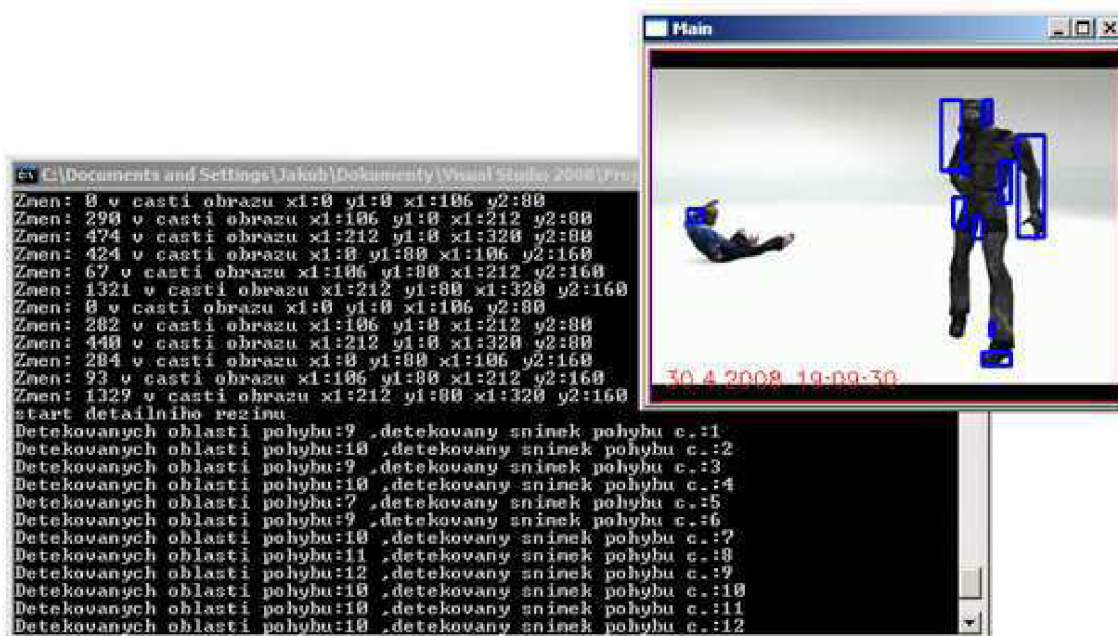 Main
C:\Documents and Settings\Jakub\Dokumenty\Visual Studio 2008\Proj
Zmen: 0 v casti obrazu x1:0 y1:0 x1:106 y2:80
Zmen: 290 v casti obrazu x1:106 y1:0 x1:212 y2:80
Zmen: 474 v casti obrazu x1:212 y1:0 x1:320 y2:80
Zmen: 424 v casti obrazu x1:0 y1:80 x1:106 y2:160
Zmen: 67 v casti obrazu x1:106 y1:80 x1:212 y2:160
Zmen: 1321 v casti obrazu x1:212 y1:80 x1:320 y2:160
Zmen: 0 v casti obrazu x1:0 y1:0 x1:106 y2:80
Zmen: 282 v casti obrazu x1:106 y1:0 x1:212 y2:80
Zmen: 440 v casti obrazu x1:212 y1:0 x1:320 y2:80
Zmen: 284 v casti obrazu x1:0 y1:80 x1:106 y2:160
Zmen: 93 v casti obrazu x1:106 y1:80 x1:212 y2:160
Zmen: 1329 v casti obrazu x1:212 y1:80 x1:320 y2:160
start detailniho rezimu
Detekovanych oblasti pohybu:9 ,detekovany snimek pohybu c.:1
Detekovanych oblasti pohybu:10 ,detekovany snimek pohybu c.:2
Detekovanych oblasti pohybu:9 ,detekovany snimek pohybu c.:3
Detekovanych oblasti pohybu:10 ,detekovany snimek pohybu c.:4
Detekovanych oblasti pohybu:7 ,detekovany snimek pohybu c.:5
Detekovanych oblasti pohybu:9 ,detekovany snimek pohybu c.:6
Detekovanych oblasti pohybu:10 ,detekovany snimek pohybu c.:7
Detekovanych oblasti pohybu:11 ,detekovany snimek pohybu c.:8
Detekovanych oblasti pohybu:12 ,detekovany snimek pohybu c.:9
Detekovanych oblasti pohybu:10 ,detekovany snimek pohybu c.:10
Detekovanych oblasti pohybu:10 ,detekovany snimek pohybu c.:11
Detekovanych oblasti pohybu:10 ,detekovany snimek pohybu c.:12
30.4.2008 19-09-30